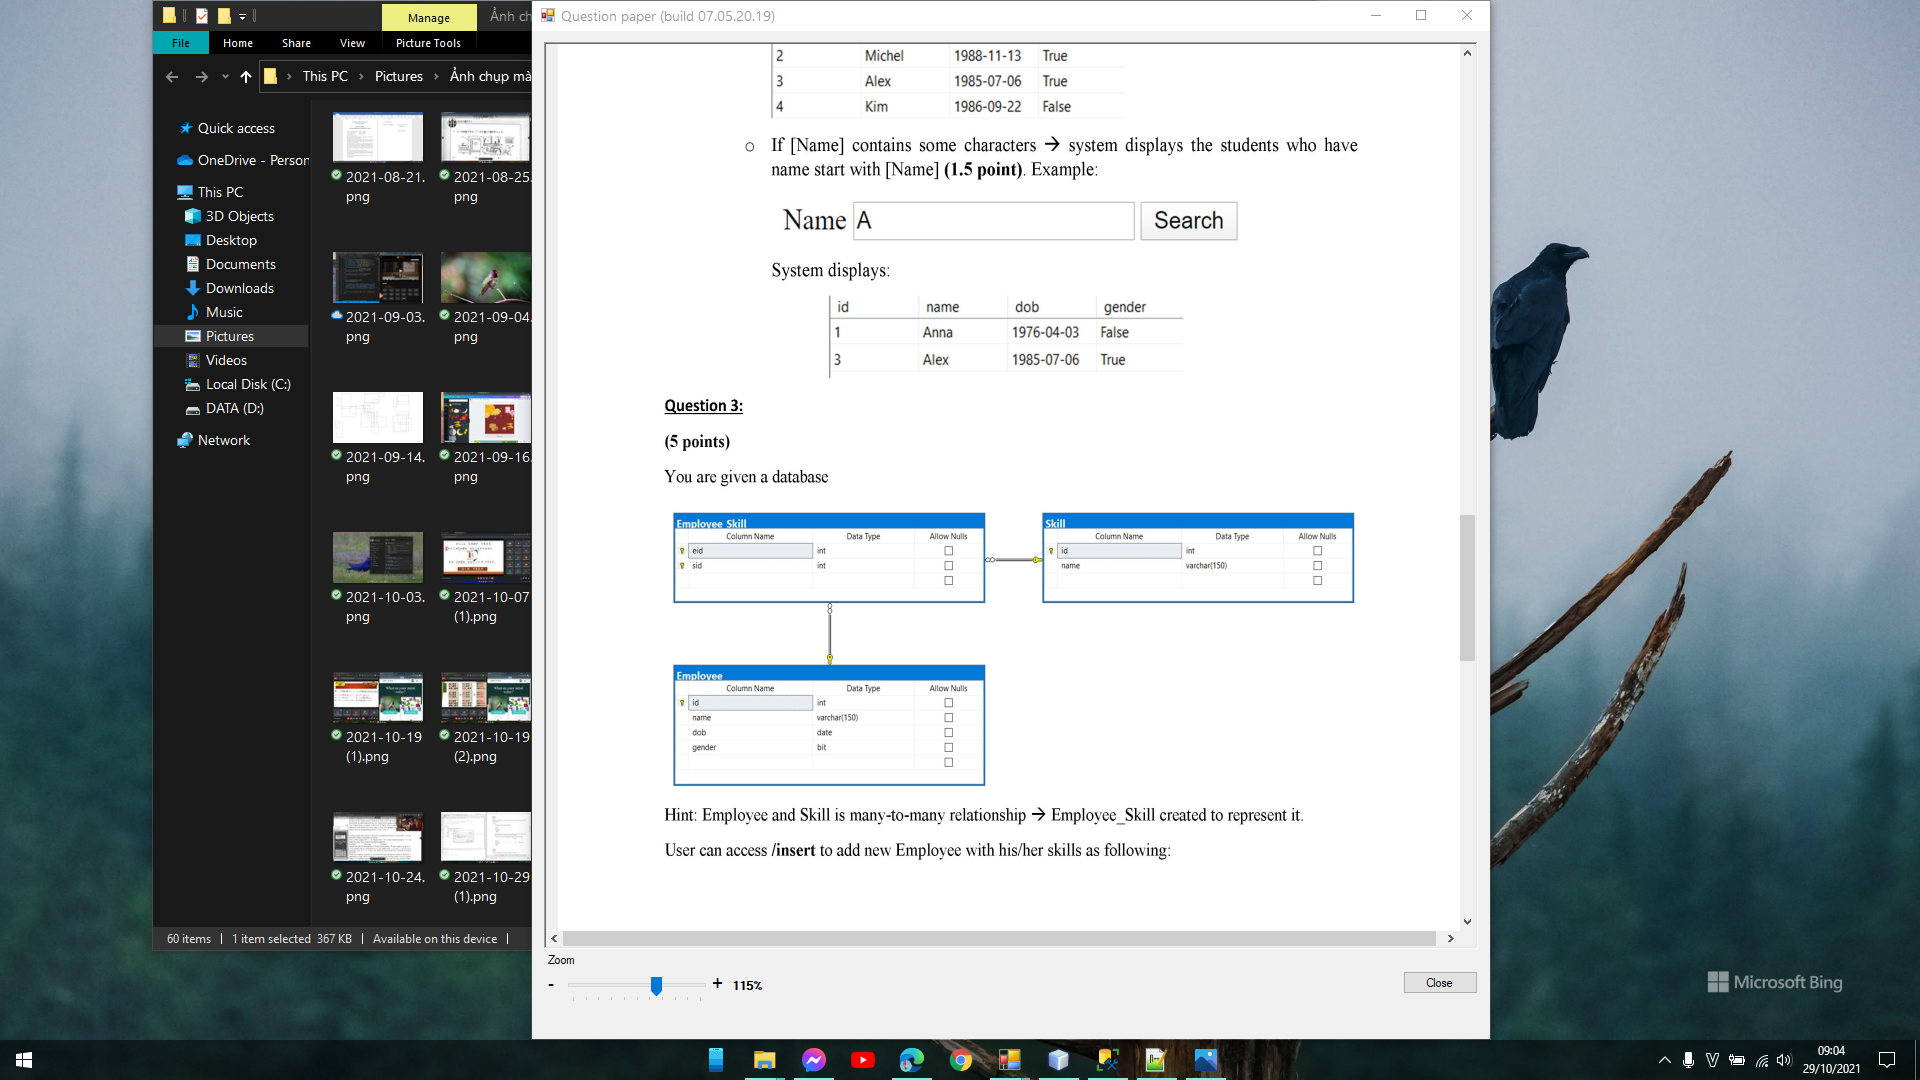 Manage
Ảnh ch
File
Home
Share
View
Picture Tools
This PC
Pictures
Ảnh chụp mà
Quick access
OneDrive - Person
This PC
3D Objects
Desktop
Documents
Downloads
Music
Pictures
Videos
Local Disk (C:)
DATA (D:)
Network
2021-08-21.
png
2021-08-25.
png
2021-09-03.
png
2021-09-04.
png
2021-09-14.
png
2021-09-16.
png
2021-10-03.
png
2021-10-07
(1).png
2021-10-19
(1).png
2021-10-19
(2).png
2021-10-24.
png
2021-10-29
(1).png
60 items
1 item selected 367 KB
Available on this device
Question paper (build 07.05.20.19)
2 Michel 1988-11-13 True
3 Alex 1985-07-06 True
4 Kim 1986-09-22 False
o If [Name] contains some characters → system displays the students who have
name start with [Name] (1.5 point). Example:
Name A Search
System displays:
id name dob gender
1 Anna 1976-04-03 False
3 Alex 1985-07-06 True
Question 3:
(5 points)
You are given a database
Employee_Skill
Column Name Data Type Allow Nulls
eid int
sid int
Skill
Column Name Data Type Allow Nulls
id int
name varchar(150)
Employee
Column Name Data Type Allow Nulls
id int
name varchar(150)
dob date
gender bit
Hint: Employee and Skill is many-to-many relationship → Employee_Skill created to represent it.
User can access /insert to add new Employee with his/her skills as following:
Zoom
- + 115%
Close
Microsoft Bing
09:04
29/10/2021